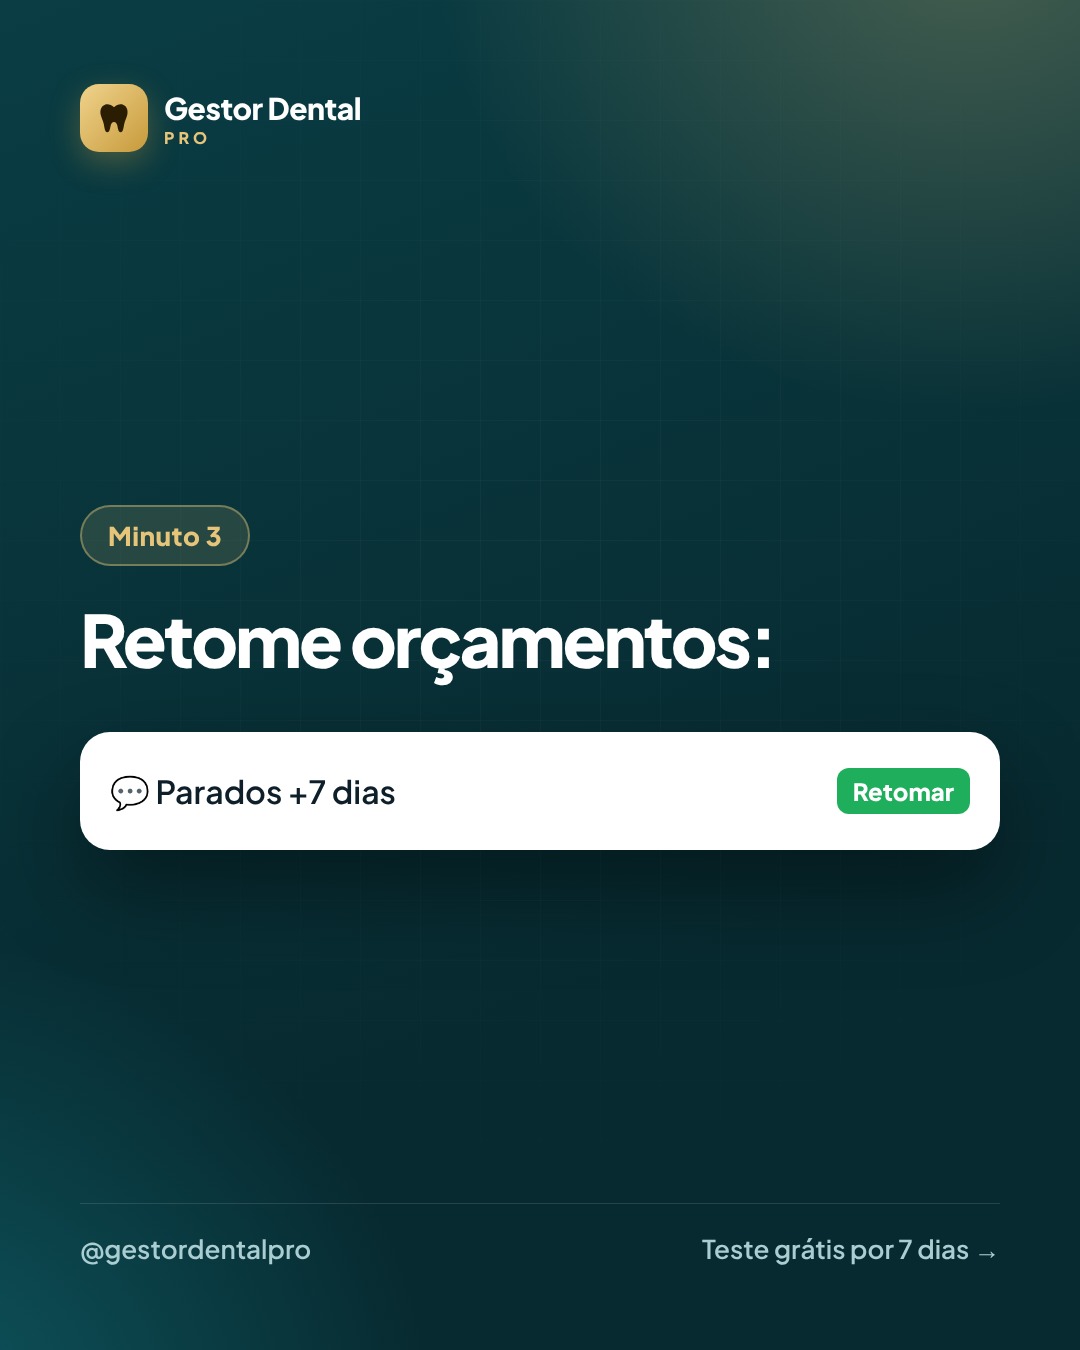 Gestor Dental
PRO
Minuto 3
Retome orçamentos:
💬 Parados +7 dias
Retomar
@gestordentalpro
Teste grátis por 7 dias →